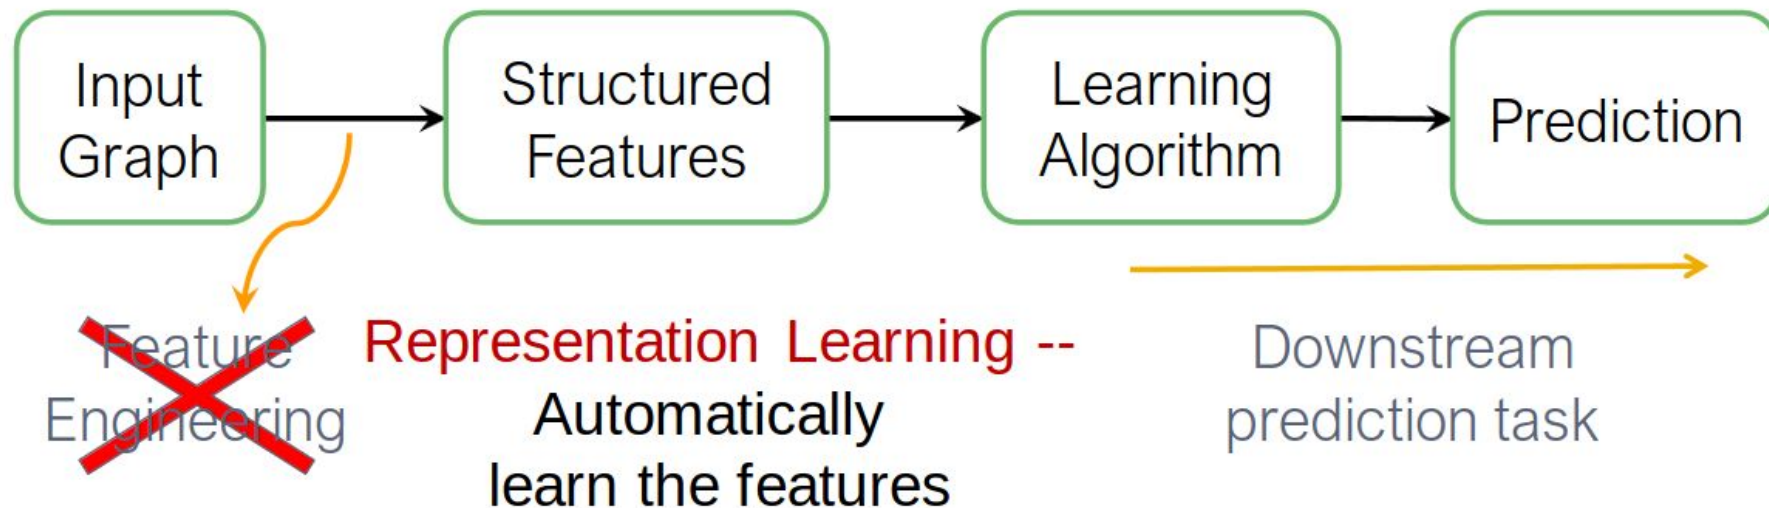 Input
Graph
Structured
Features
Learning
Algorithm
Prediction
Feature
Engineering
Representation Learning --
Automatically
learn the features
Downstream
prediction task